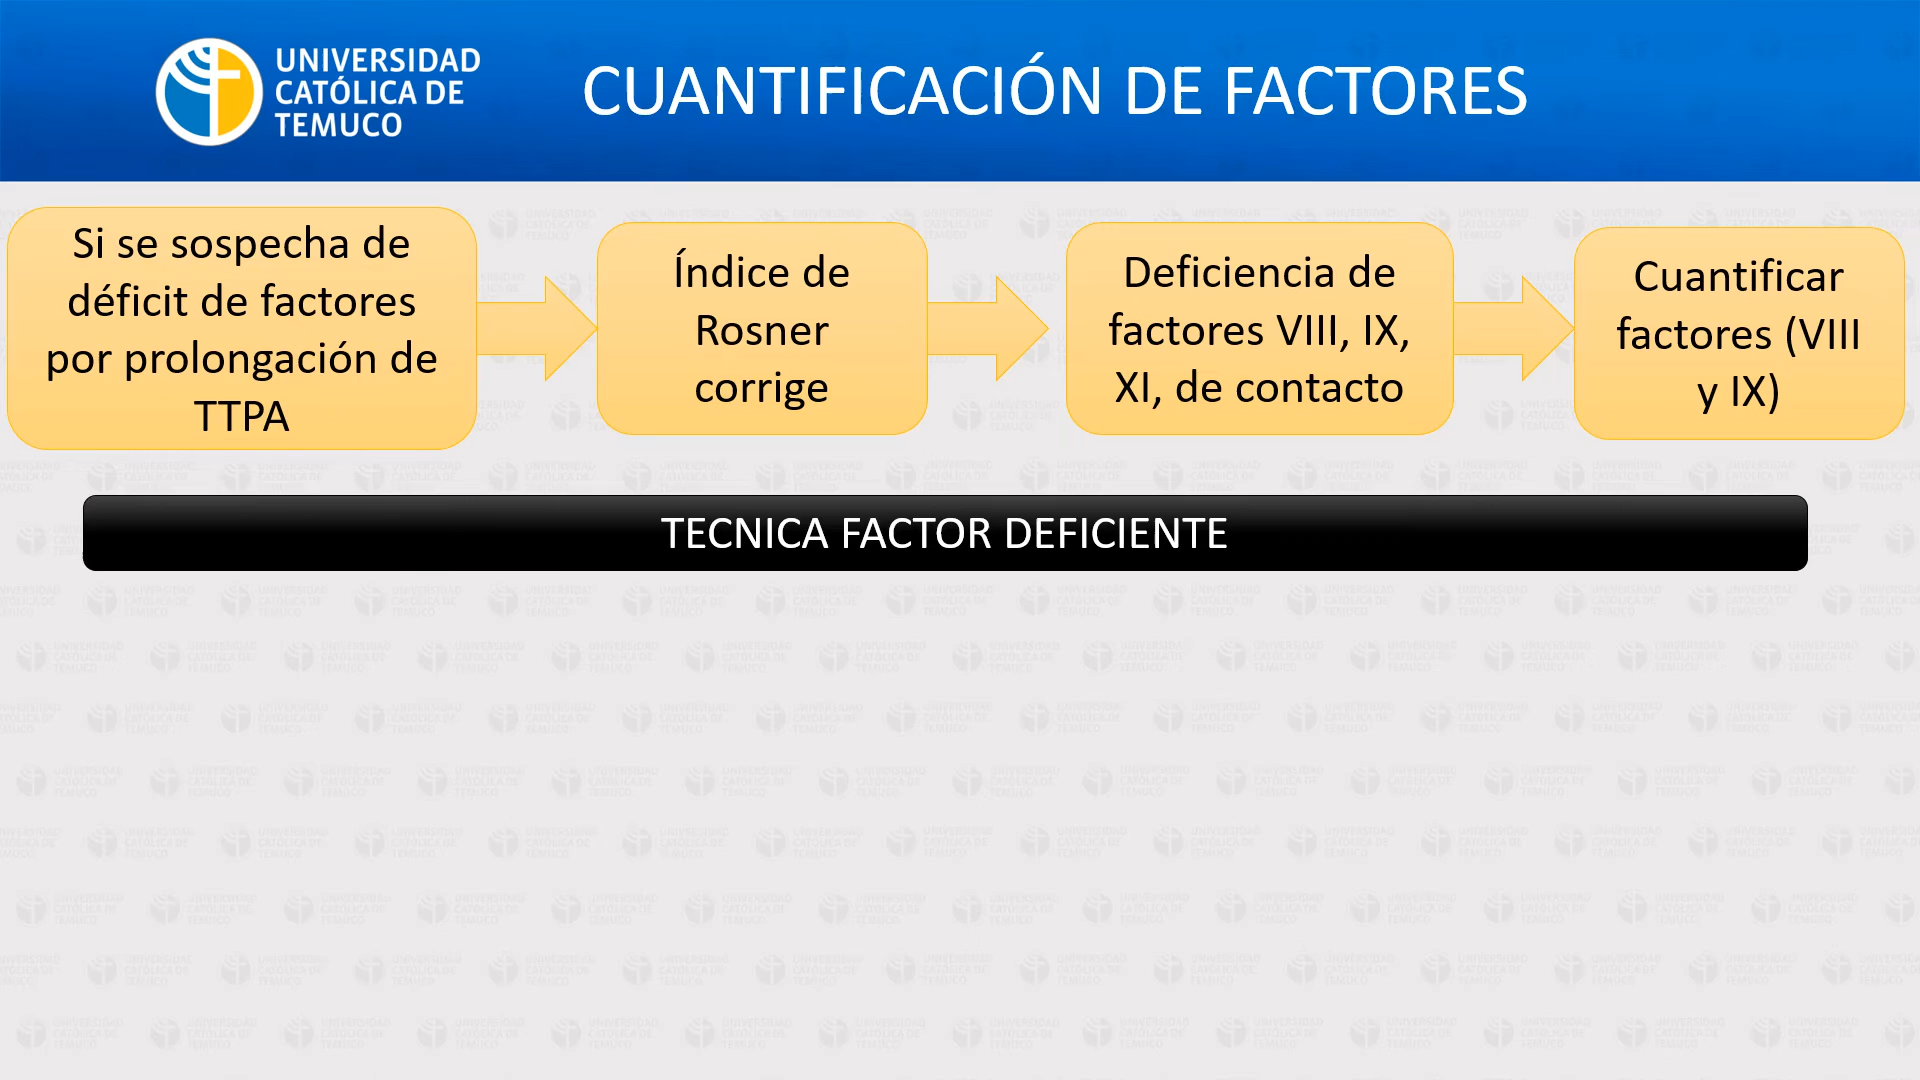 UNIVERSIDAD
CATÓLICA DE
TEMUCO
CUANTIFICACIÓN DE FACTORES
Si se sospecha de
déficit de factores
por prolongación de
TTPA
Índice de
Rosner
corrige
Deficiencia de
factores VIII, IX,
XI, de contacto
Cuantificar
factores (VIII
y IX)
TECNICA FACTOR DEFICIENTE